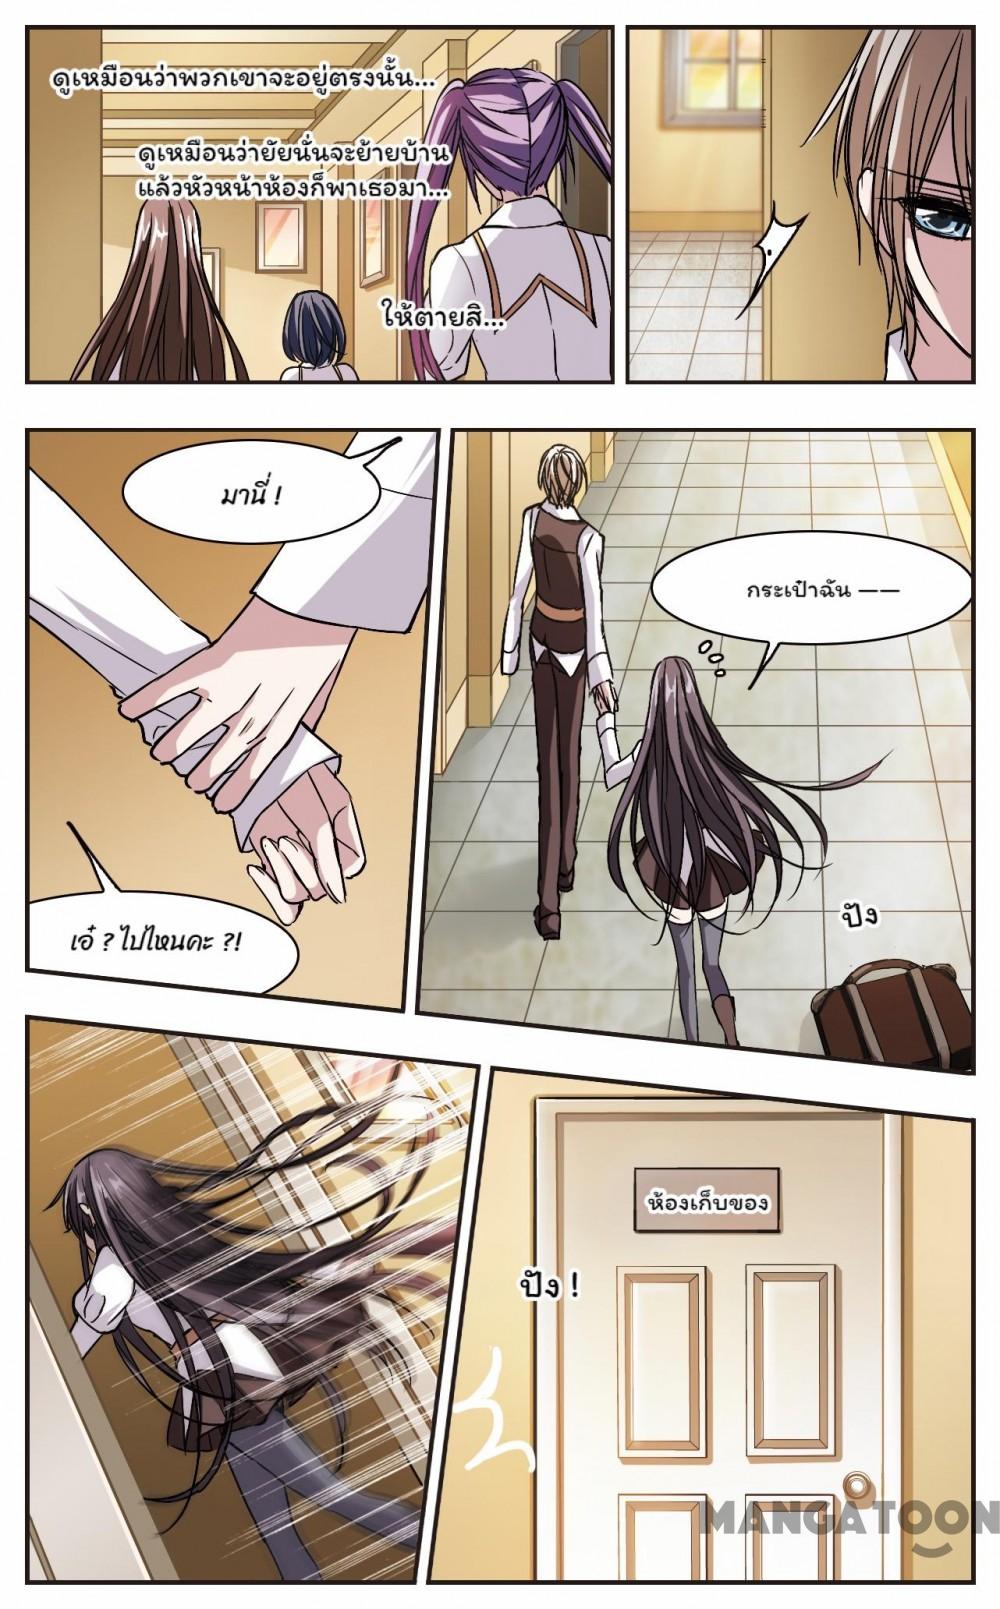 ดูเหมือนว่าพวกเขาจะอยู่ตรงนั้น...
ดูเหมือนว่ายัยนั่นจะย้ายบ้าน
แล้วหัวหน้าห้องก็พาเธอมา...
ให้ตายสิ...
มานี่ !
เอ๋ ? ไปไหนคะ ?!
กระเป๋าฉัน ——
ปัง
ห้องเก็บของ
ปัง !
MANGATOON